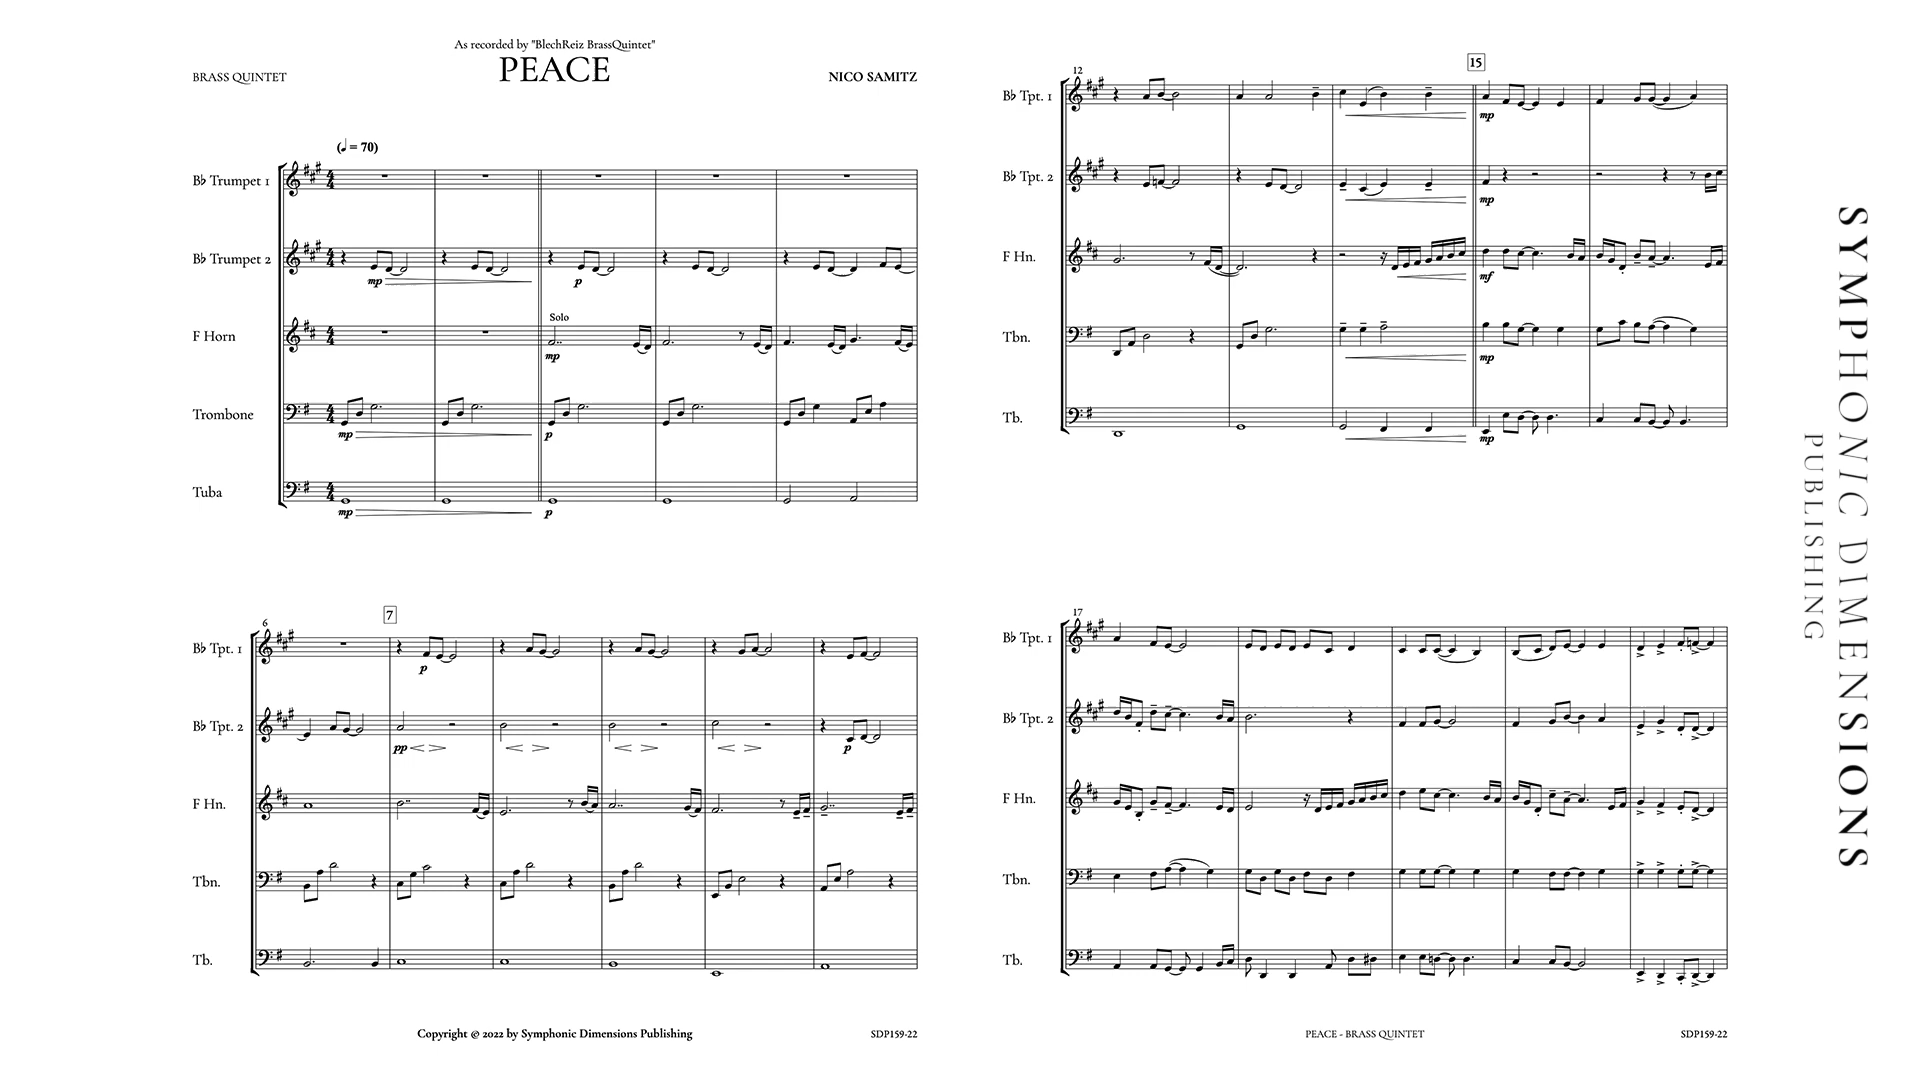 As recorded by "BlechReiz BrassQuintet"
PEACE
BRASS QUINTET
NICO SAMITZ
(♩ = 70)
B♭ Trumpet 1
B♭ Trumpet 2
mp
p
F Horn
Solo
mp
Trombone
mp
p
Tuba
mp
p
6
7
B♭ Tpt. 1
p
B♭ Tpt. 2
pp
p
F Hn.
Tbn.
Tb.
Copyright © 2022 by Symphonic Dimensions Publishing
SDP159-22
12
15
B♭ Tpt. 1
mp
B♭ Tpt. 2
mp
F Hn.
mf
Tbn.
mp
Tb.
mp
17
B♭ Tpt. 1
B♭ Tpt. 2
F Hn.
Tbn.
Tb.
PEACE - BRASS QUINTET
SDP159-22
SYMPHONIC DIMENSIONS
PUBLISHING